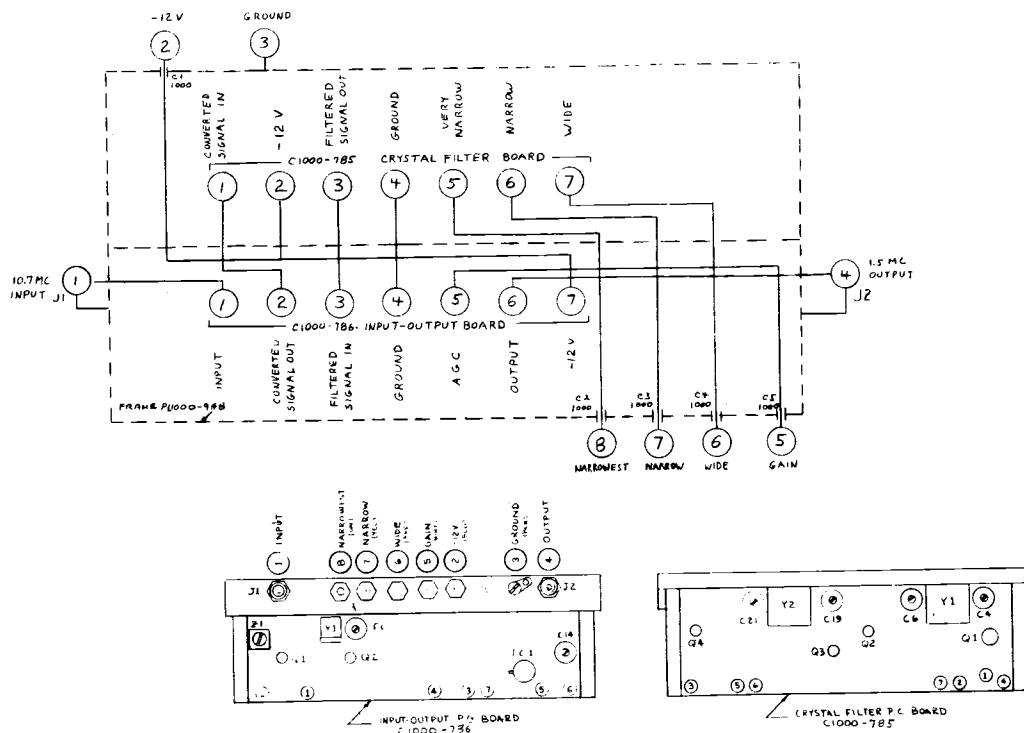 -12 V
GROUND
2
3
C1
1000
CONVERTED
SIGNAL IN
-12 V
FILTERED
SIGNAL OUT
GROUND
VERY
NARROW
NARROW
WIDE
C1000-785 CRYSTAL FILTER BOARD
1 2 3 4 5 6 7
10.7 MC
INPUT
1
J1
4
1.5 MC
OUTPUT
J2
1 2 3 4 5 6 7
C1000-786 INPUT-OUTPUT BOARD
INPUT
CONVERTED
SIGNAL OUT
FILTERED
SIGNAL IN
GROUND
AGC
OUTPUT
-12 V
FRAME
C2
1000
C3
1000
C4
1000
C5
1000
8 7 6 5
NARROWEST NARROW WIDE GAIN
INPUT
NARROWEST
NARROW
WIDE
GAIN
-12V
GROUND
OUTPUT
1 8 7 6 5 2 3 4
J1 J2
Y1
Q2
C14
1 4 3 7 5 6
INPUT-OUTPUT P.C. BOARD
C21 Y2 C19 C6 Y1 C4
Q4 Q3 Q2 Q1
3 5 6 7 2 1 4
CRYSTAL FILTER P.C BOARD
C1000-785